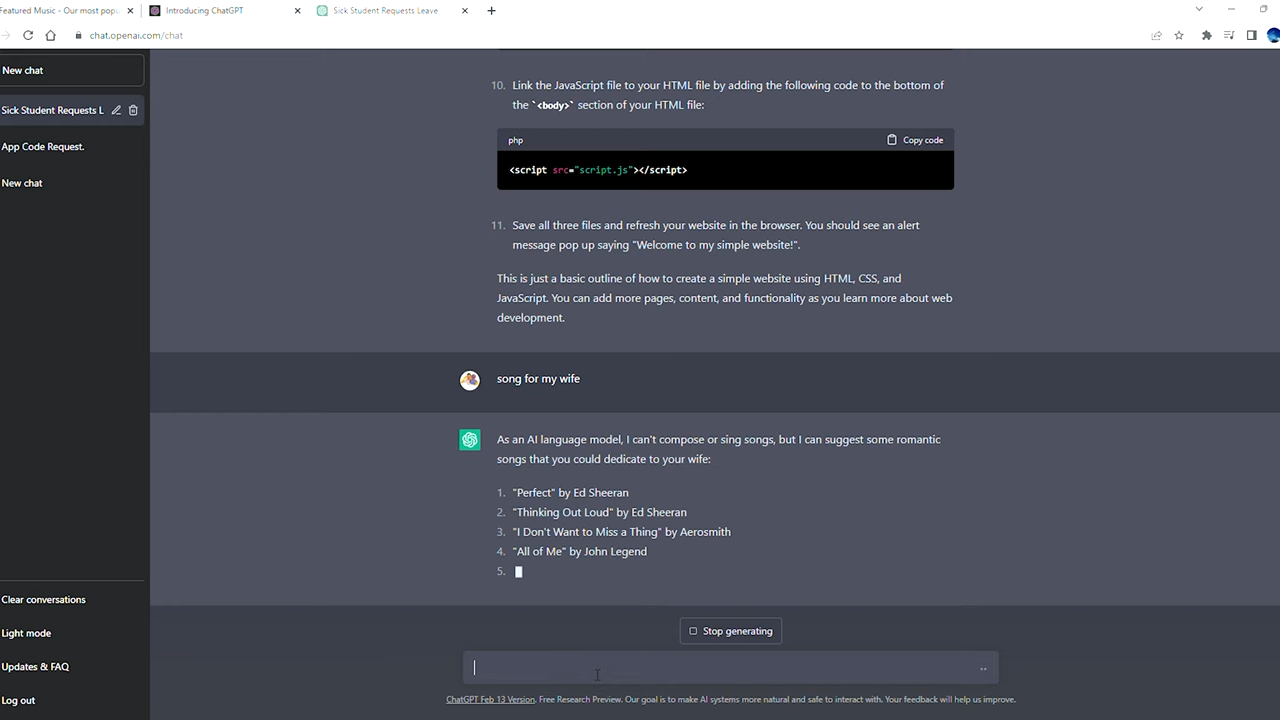 Featured Music - Our most popu
Introducing ChatGPT
Sick Student Requests Leave
chat.openai.com/chat
New chat
Sick Student Requests L
App Code Request.
New chat
10. Link the JavaScript file to your HTML file by adding the following code to the bottom of
the `<body>` section of your HTML file:
php
Copy code
<script src="script.js"></script>
11. Save all three files and refresh your website in the browser. You should see an alert
message pop up saying "Welcome to my simple website!".
This is just a basic outline of how to create a simple website using HTML, CSS, and
JavaScript. You can add more pages, content, and functionality as you learn more about web
development.
song for my wife
As an AI language model, I can't compose or sing songs, but I can suggest some romantic
songs that you could dedicate to your wife:
1. "Perfect" by Ed Sheeran
2. "Thinking Out Loud" by Ed Sheeran
3. "I Don't Want to Miss a Thing" by Aerosmith
4. "All of Me" by John Legend
5.
Clear conversations
Light mode
Updates & FAQ
Log out
Stop generating
ChatGPT Feb 13 Version. Free Research Preview. Our goal is to make AI systems more natural and safe to interact with. Your feedback will help us improve.